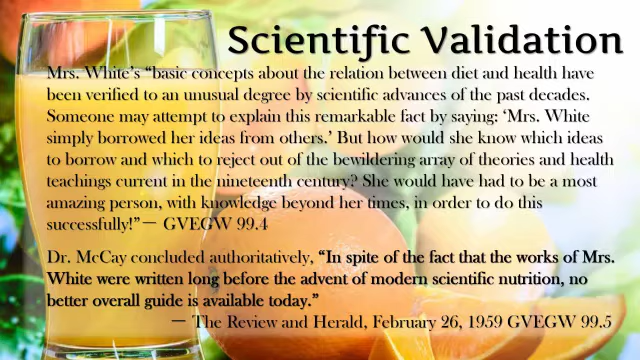 Scientific Validation
Mrs. White's “basic concepts about the relation between diet and health have
been verified to an unusual degree by scientific advances of the past decades.
Someone may attempt to explain this remarkable fact by saying: ‘Mrs. White
simply borrowed her ideas from others.’ But how would she know which ideas
to borrow and which to reject out of the bewildering array of theories and health
teachings current in the nineteenth century? She would have had to be a most
amazing person, with knowledge beyond her times, in order to do this
successfully!”— GVEGW 99.4
Dr. McCay concluded authoritatively, “In spite of the fact that the works of Mrs.
White were written long before the advent of modern scientific nutrition, no
better overall guide is available today.”
— The Review and Herald, February 26, 1959 GVEGW 99.5